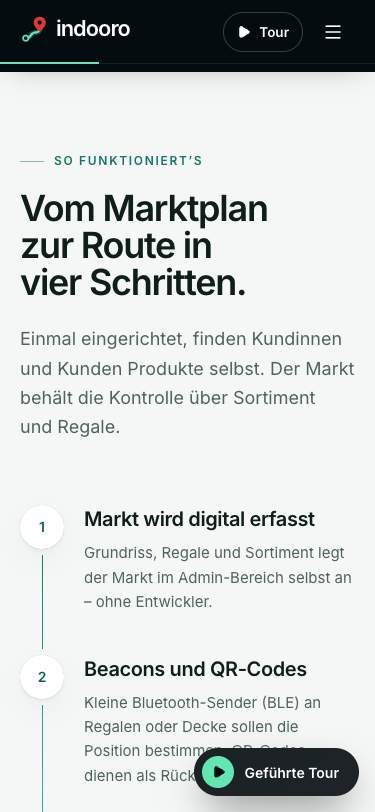 indooro
Tour
SO FUNKTIONIERT’S
Vom Marktplan
zur Route in
vier Schritten.
Einmal eingerichtet, finden Kundinnen
und Kunden Produkte selbst. Der Markt
behält die Kontrolle über Sortiment
und Regale.
1
Markt wird digital erfasst
Grundriss, Regale und Sortiment legt
der Markt im Admin-Bereich selbst an
– ohne Entwickler.
2
Beacons und QR-Codes
Kleine Bluetooth-Sender (BLE) an
Regalen oder Decke sollen die
Position
dienen als
Geführte Tour